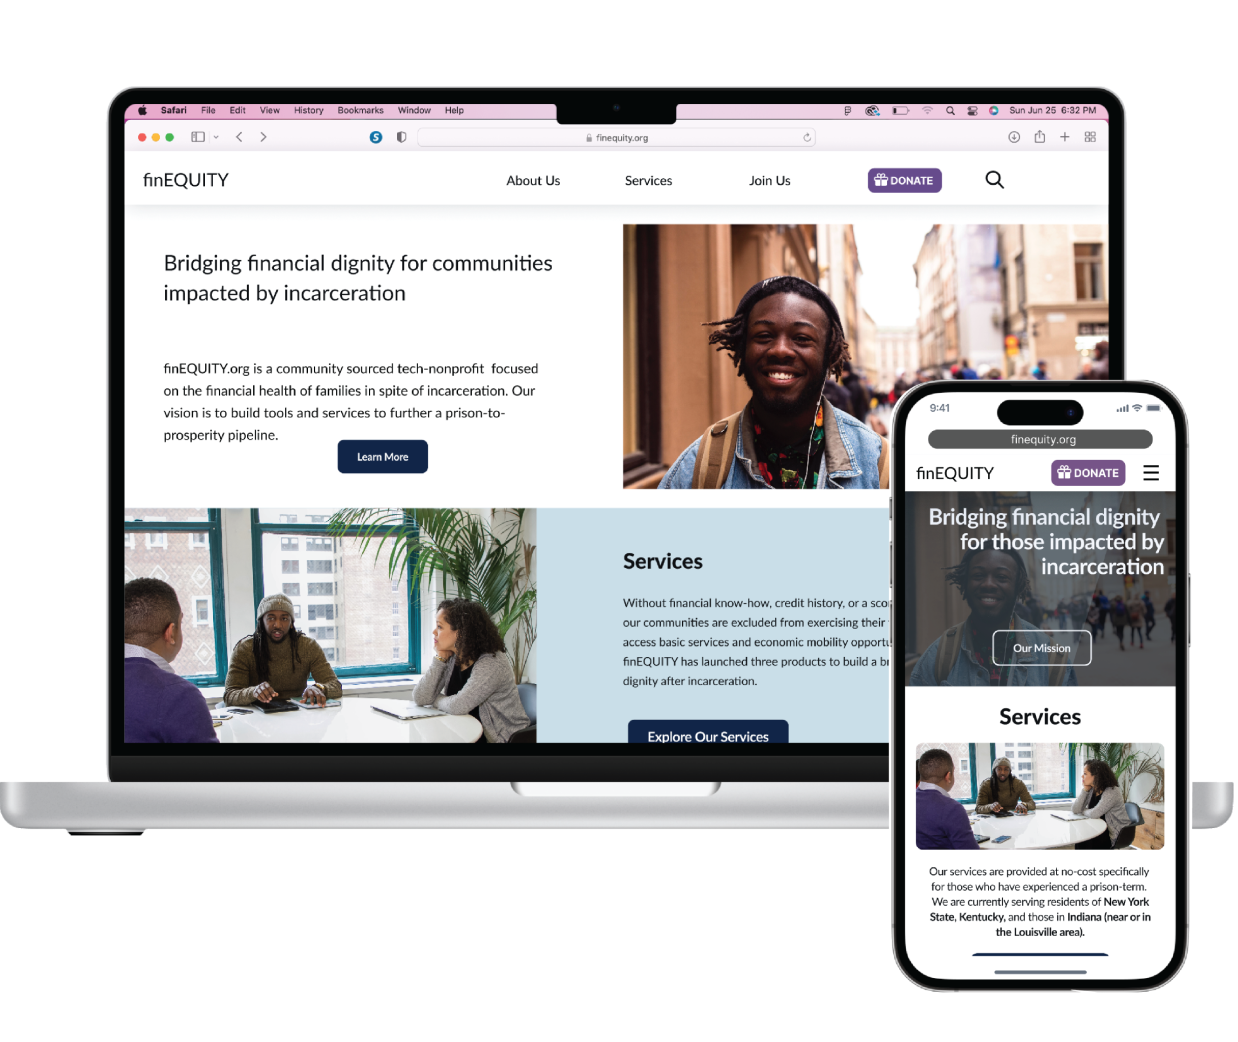 Safari File Edit View History Bookmarks Window Help Sun Jun 25 6:32 PM
finequity.org
finEQUITY About Us Services Join Us DONATE
Bridging financial dignity for communities
impacted by incarceration
finEQUITY.org is a community sourced tech-nonprofit focused
on the financial health of families in spite of incarceration. Our
vision is to build tools and services to further a prison-to-
prosperity pipeline.
Learn More
Services
Without financial know-how, credit history, or a
our communities are excluded from exercising their
access basic services and economic mobility
finEQUITY has launched three products to build a
dignity after incarceration.
Explore Our Services
9:41
finequity.org
finEQUITY DONATE
Bridging financial dignity
for those impacted by
incarceration
Our Mission
Services
Our services are provided at no-cost specifically
for those who have experienced a prison-term.
We are currently serving residents of New York
State, Kentucky, and those in Indiana (near or in
the Louisville area).